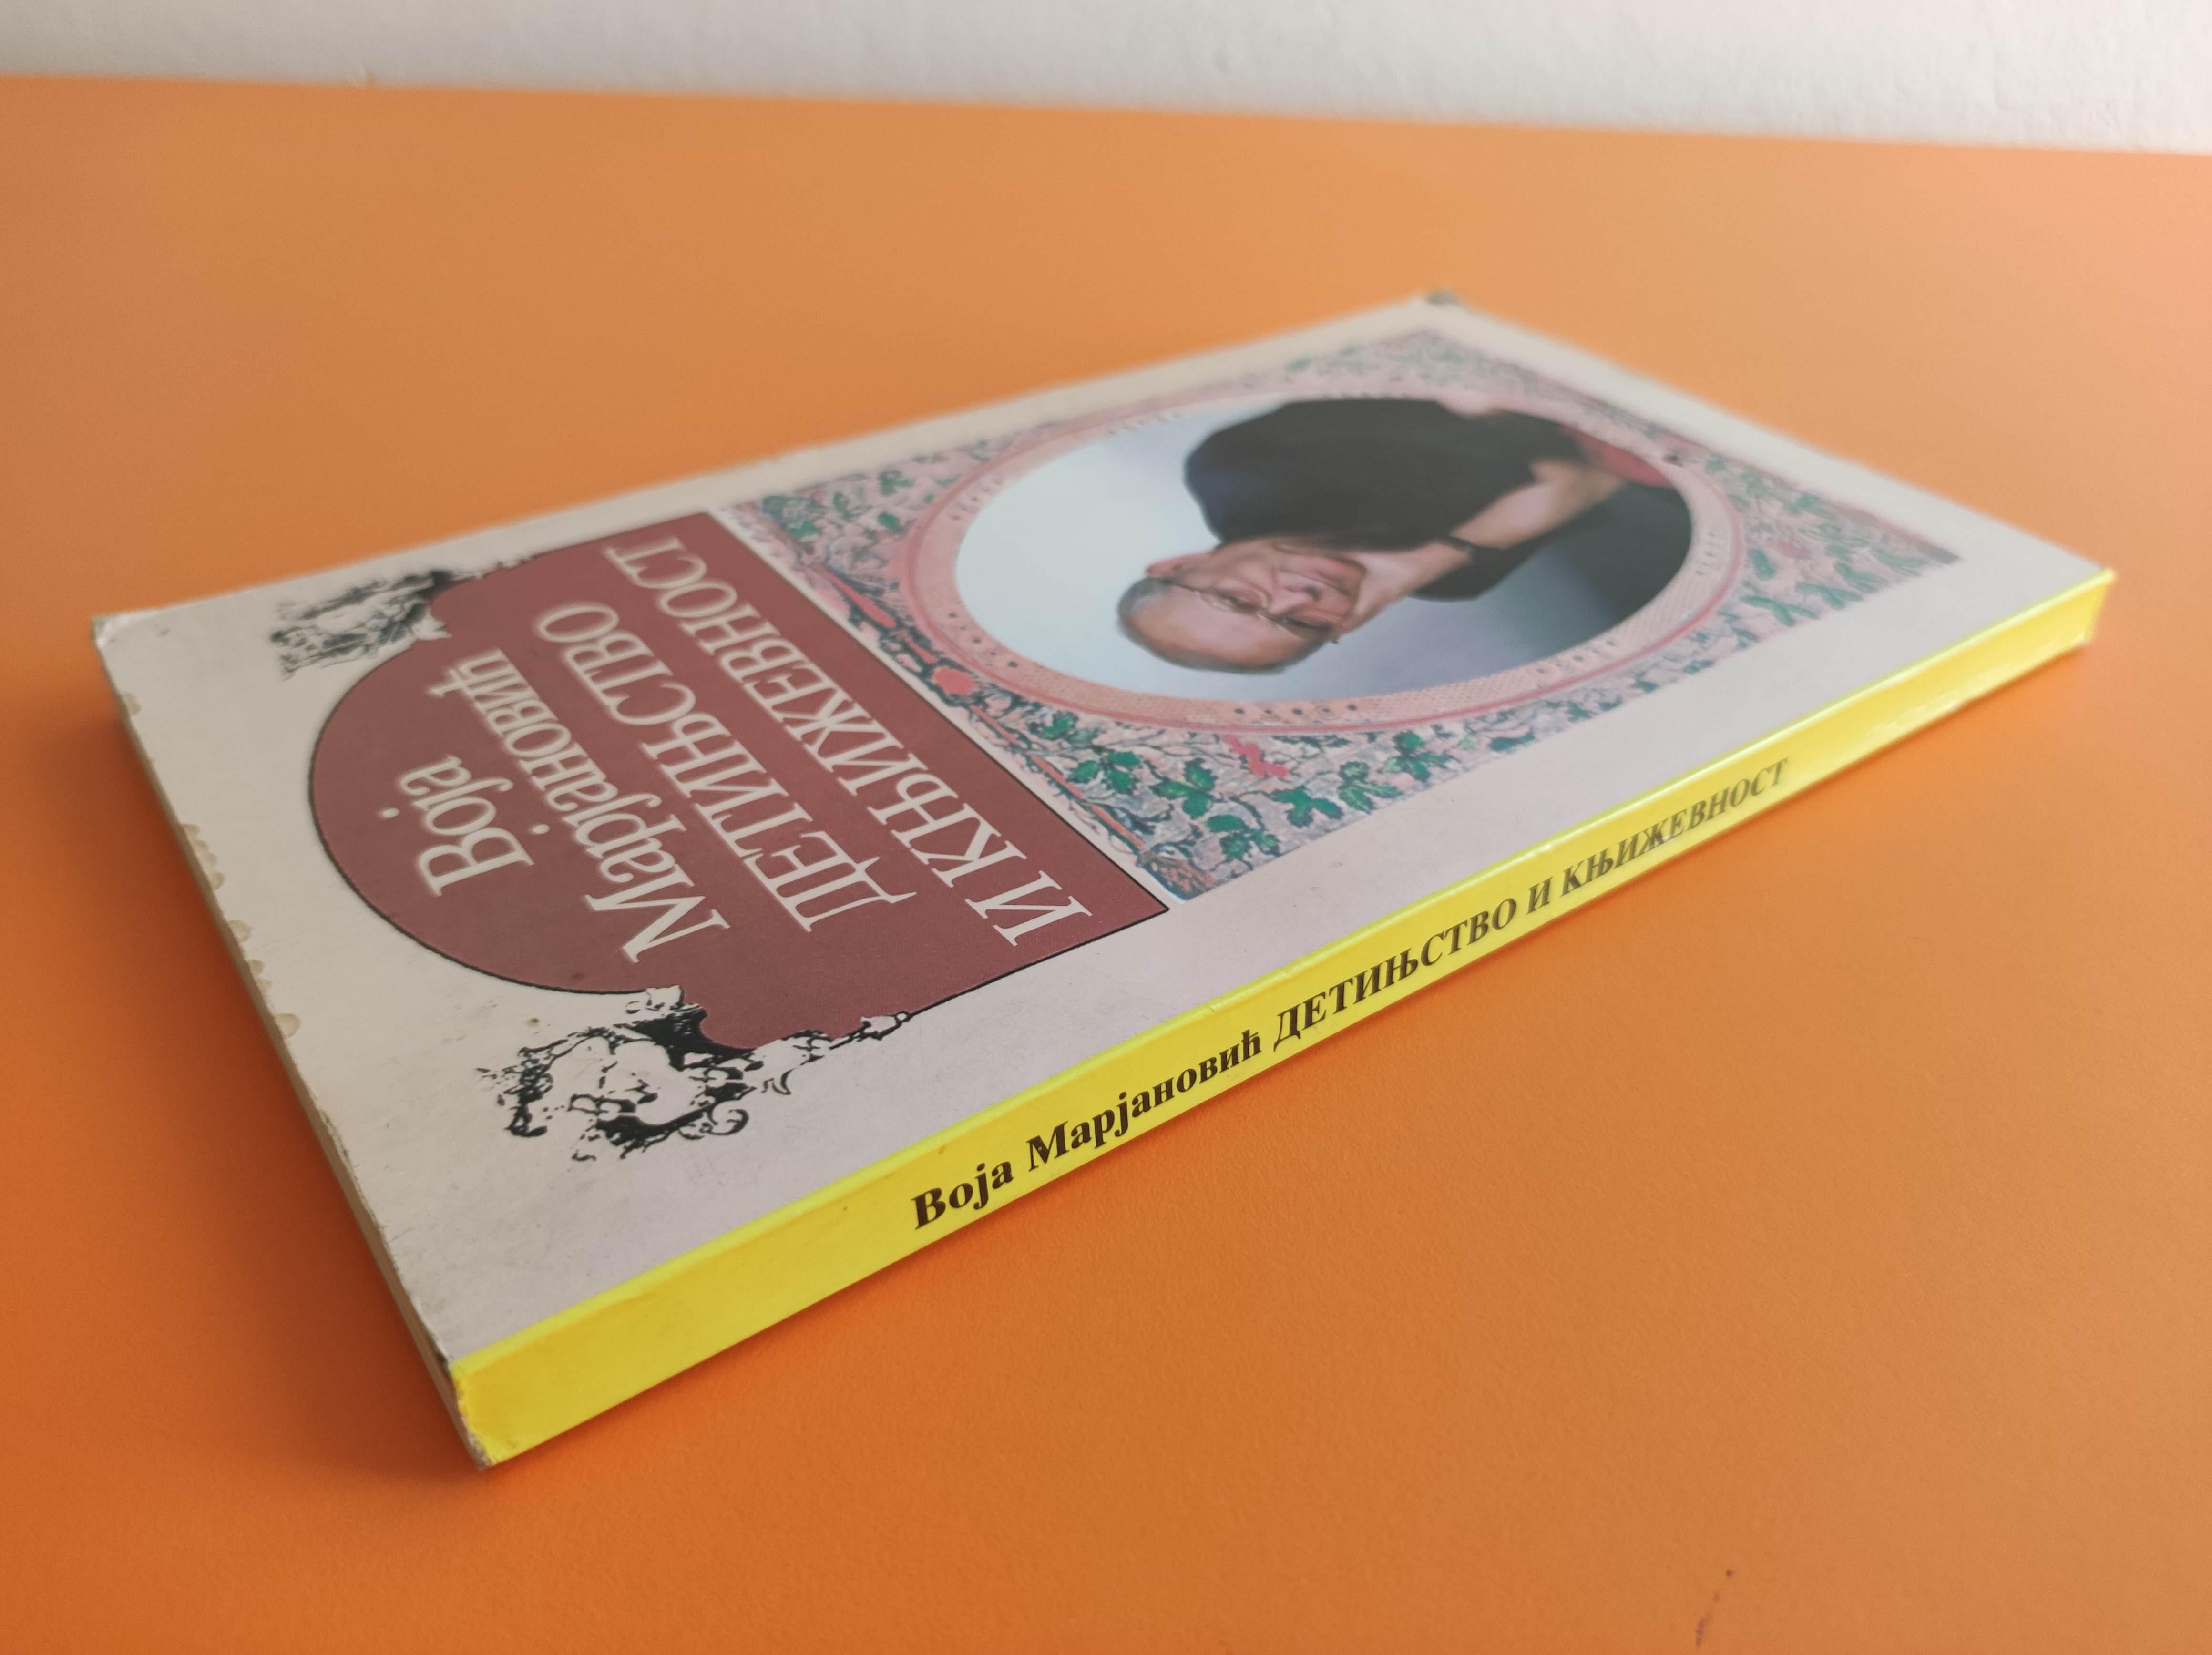 Воја
Марјановић
ДЕТИЊСТВО
И КЊИЖЕВНОСТ
Воја Марјановић ДЕТИЊСТВО И КЊИЖЕВНОСТ